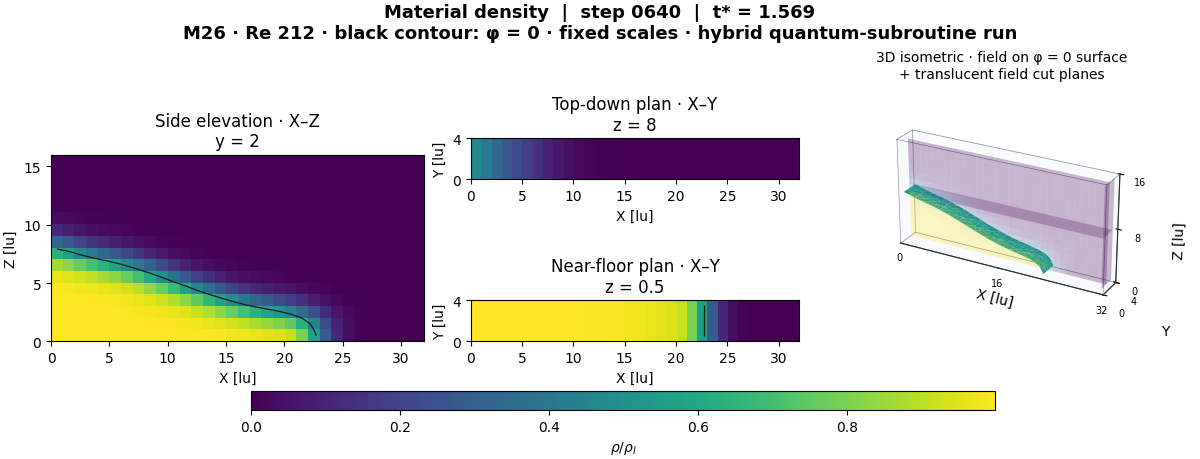 Material density | step 0640 | t* = 1.569
M26 · Re 212 · black contour: φ = 0 · fixed scales · hybrid quantum-subroutine run
3D isometric · field on φ = 0 surface
+ translucent field cut planes
Side elevation · X–Z
y = 2
Z [lu]
15
10
5
0
0 5 10 15 20 25 30
X [lu]
Top-down plan · X–Y
z = 8
Y [lu]
4
0
0 5 10 15 20 25 30
X [lu]
Near-floor plan · X–Y
z = 0.5
Y [lu]
4
0
0 5 10 15 20 25 30
X [lu]
16
8
0
Z [lu]
0
16
32
X [lu]
4
0
Y
0.0 0.2 0.4 0.6 0.8
ρ/ρl